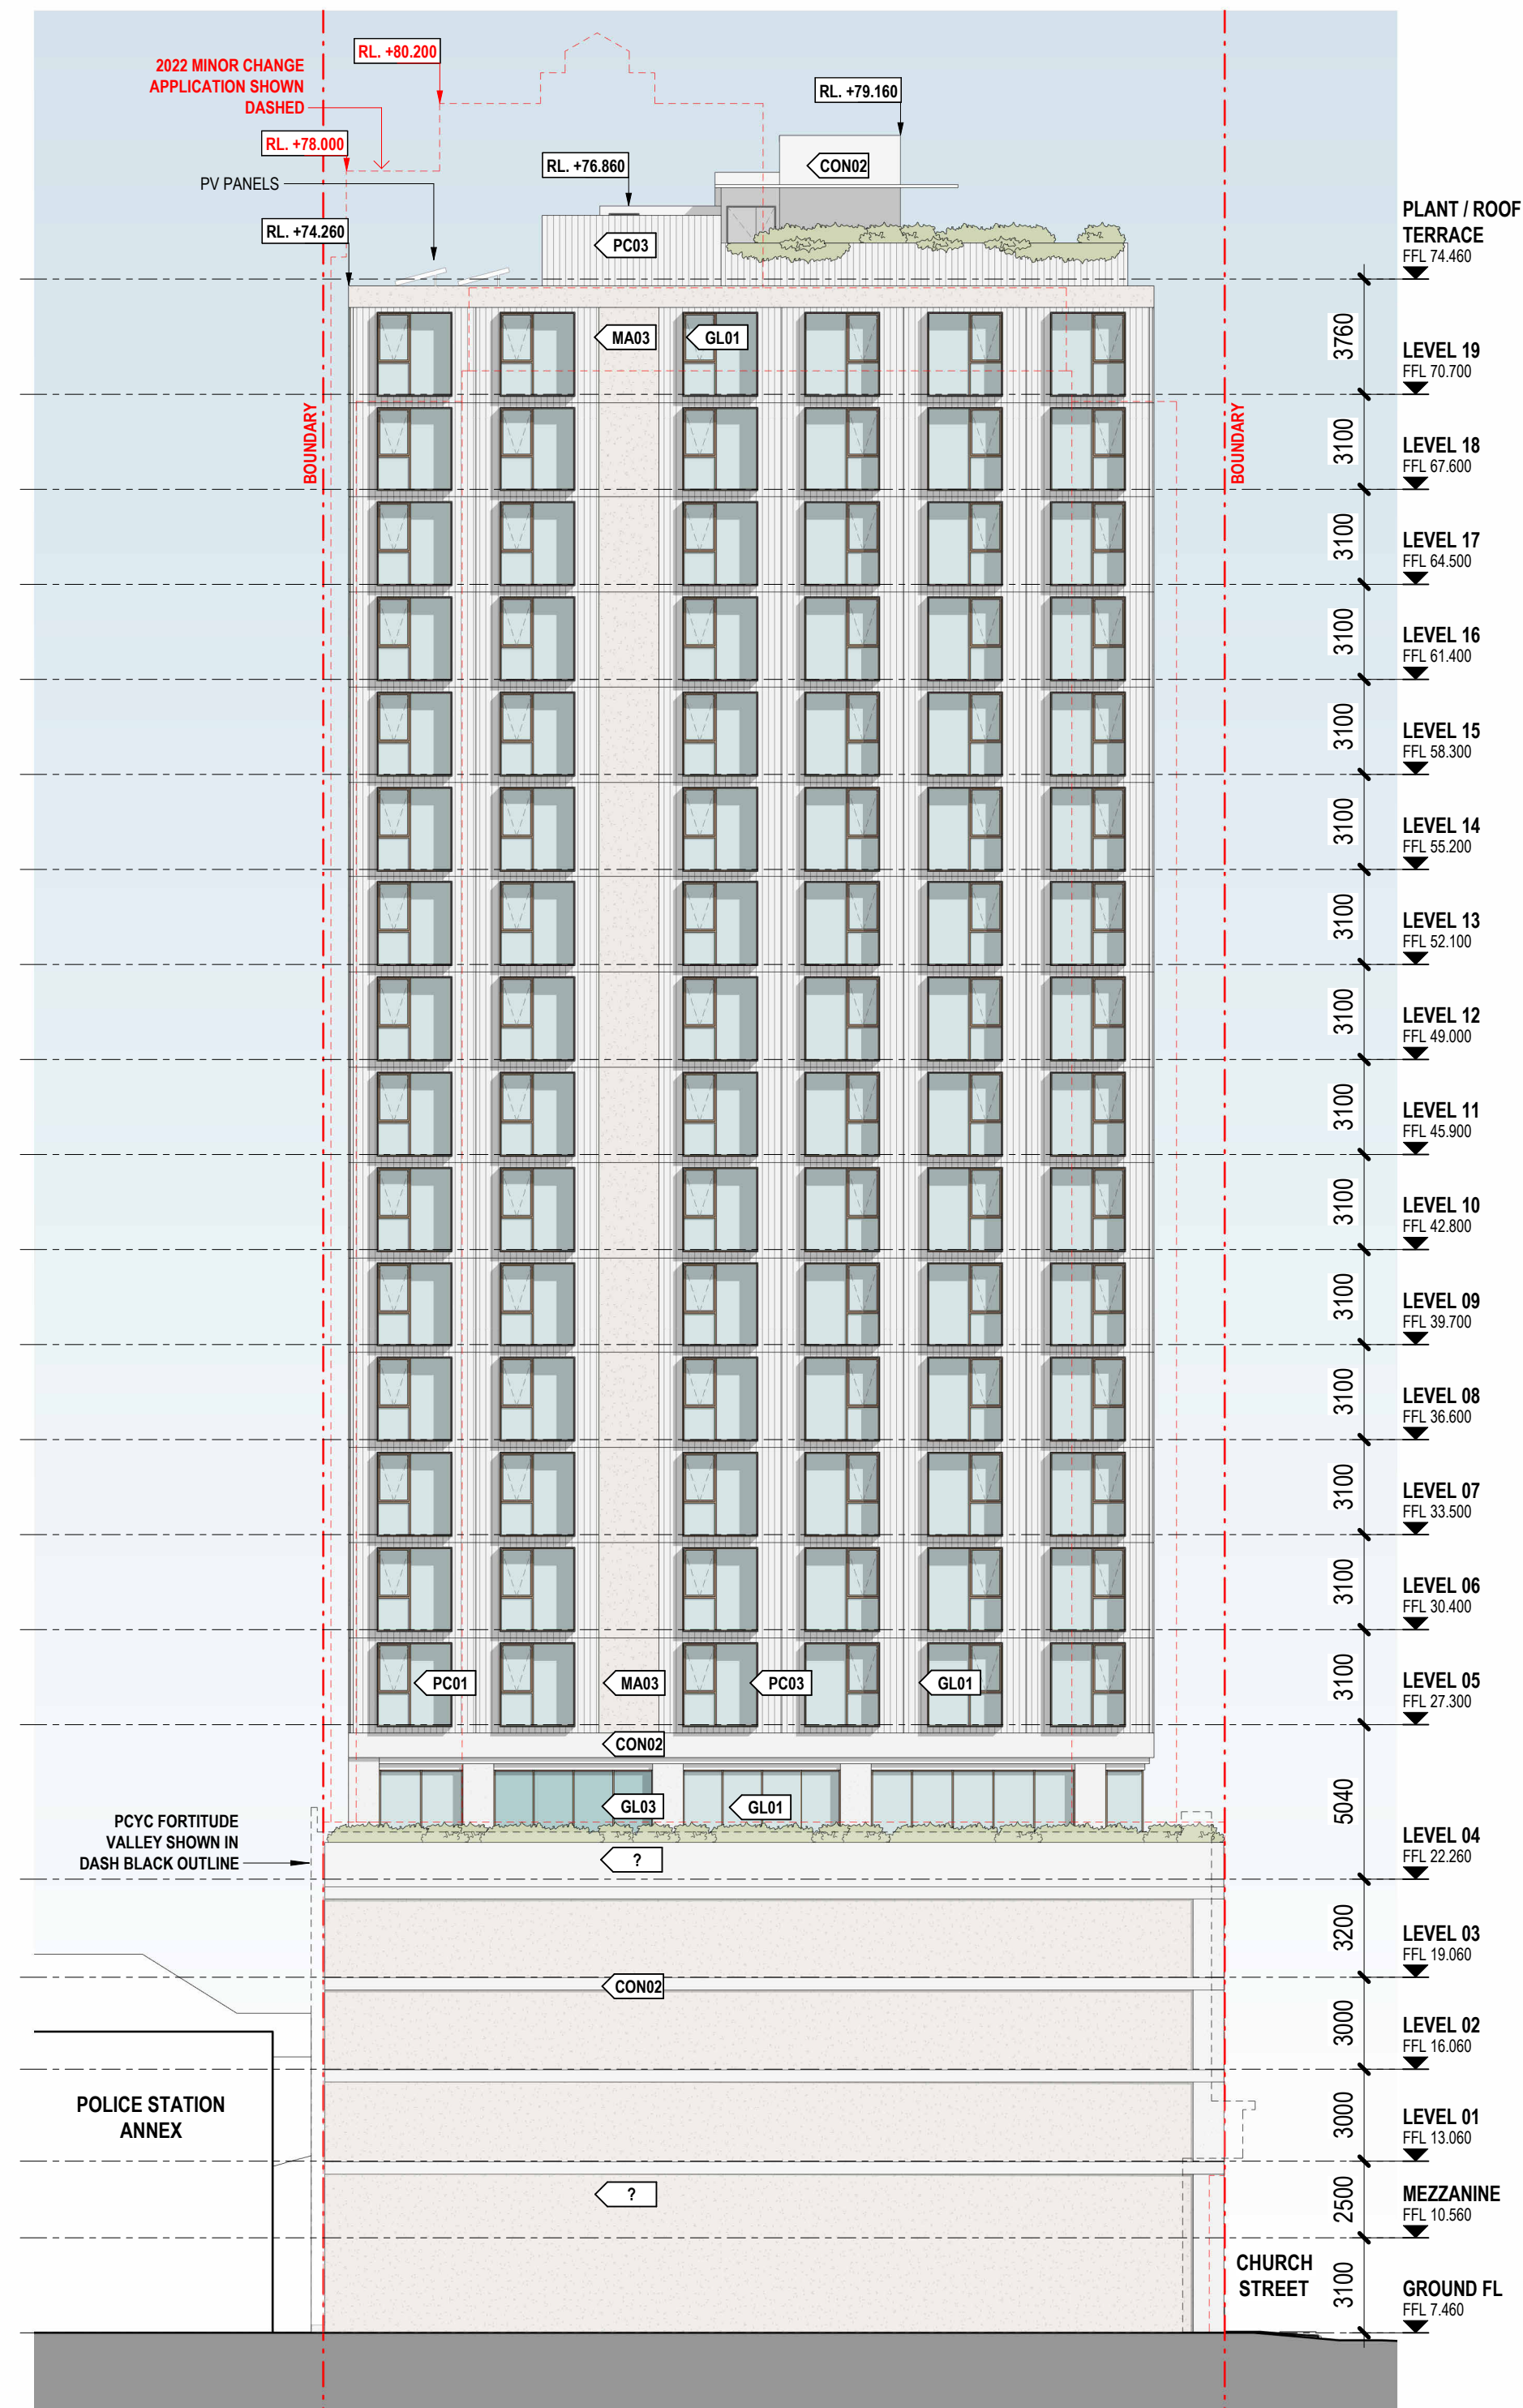 RL. +80.200
2022 MINOR CHANGE
APPLICATION SHOWN
DASHED
RL. +79.160
RL. +78.000
RL. +76.860
CON02
PV PANELS
RL. +74.260
PC03
PLANT / ROOF
TERRACE
FFL 74.460
MA03
GL01
3760
LEVEL 19
FFL 70.700
BOUNDARY
BOUNDARY
3100
LEVEL 18
FFL 67.600
3100
LEVEL 17
FFL 64.500
3100
LEVEL 16
FFL 61.400
3100
LEVEL 15
FFL 58.300
3100
LEVEL 14
FFL 55.200
3100
LEVEL 13
FFL 52.100
3100
LEVEL 12
FFL 49.000
3100
LEVEL 11
FFL 45.900
3100
LEVEL 10
FFL 42.800
3100
LEVEL 09
FFL 39.700
3100
LEVEL 08
FFL 36.600
3100
LEVEL 07
FFL 33.500
3100
LEVEL 06
FFL 30.400
PC01
MA03
PC03
GL01
3100
LEVEL 05
FFL 27.300
CON02
GL03
GL01
5040
PCYC FORTITUDE
VALLEY SHOWN IN
DASH BLACK OUTLINE
?
LEVEL 04
FFL 22.260
3200
LEVEL 03
FFL 19.060
CON02
3000
LEVEL 02
FFL 16.060
POLICE STATION
ANNEX
3000
LEVEL 01
FFL 13.060
?
2500
MEZZANINE
FFL 10.560
CHURCH
STREET
3100
GROUND FL
FFL 7.460